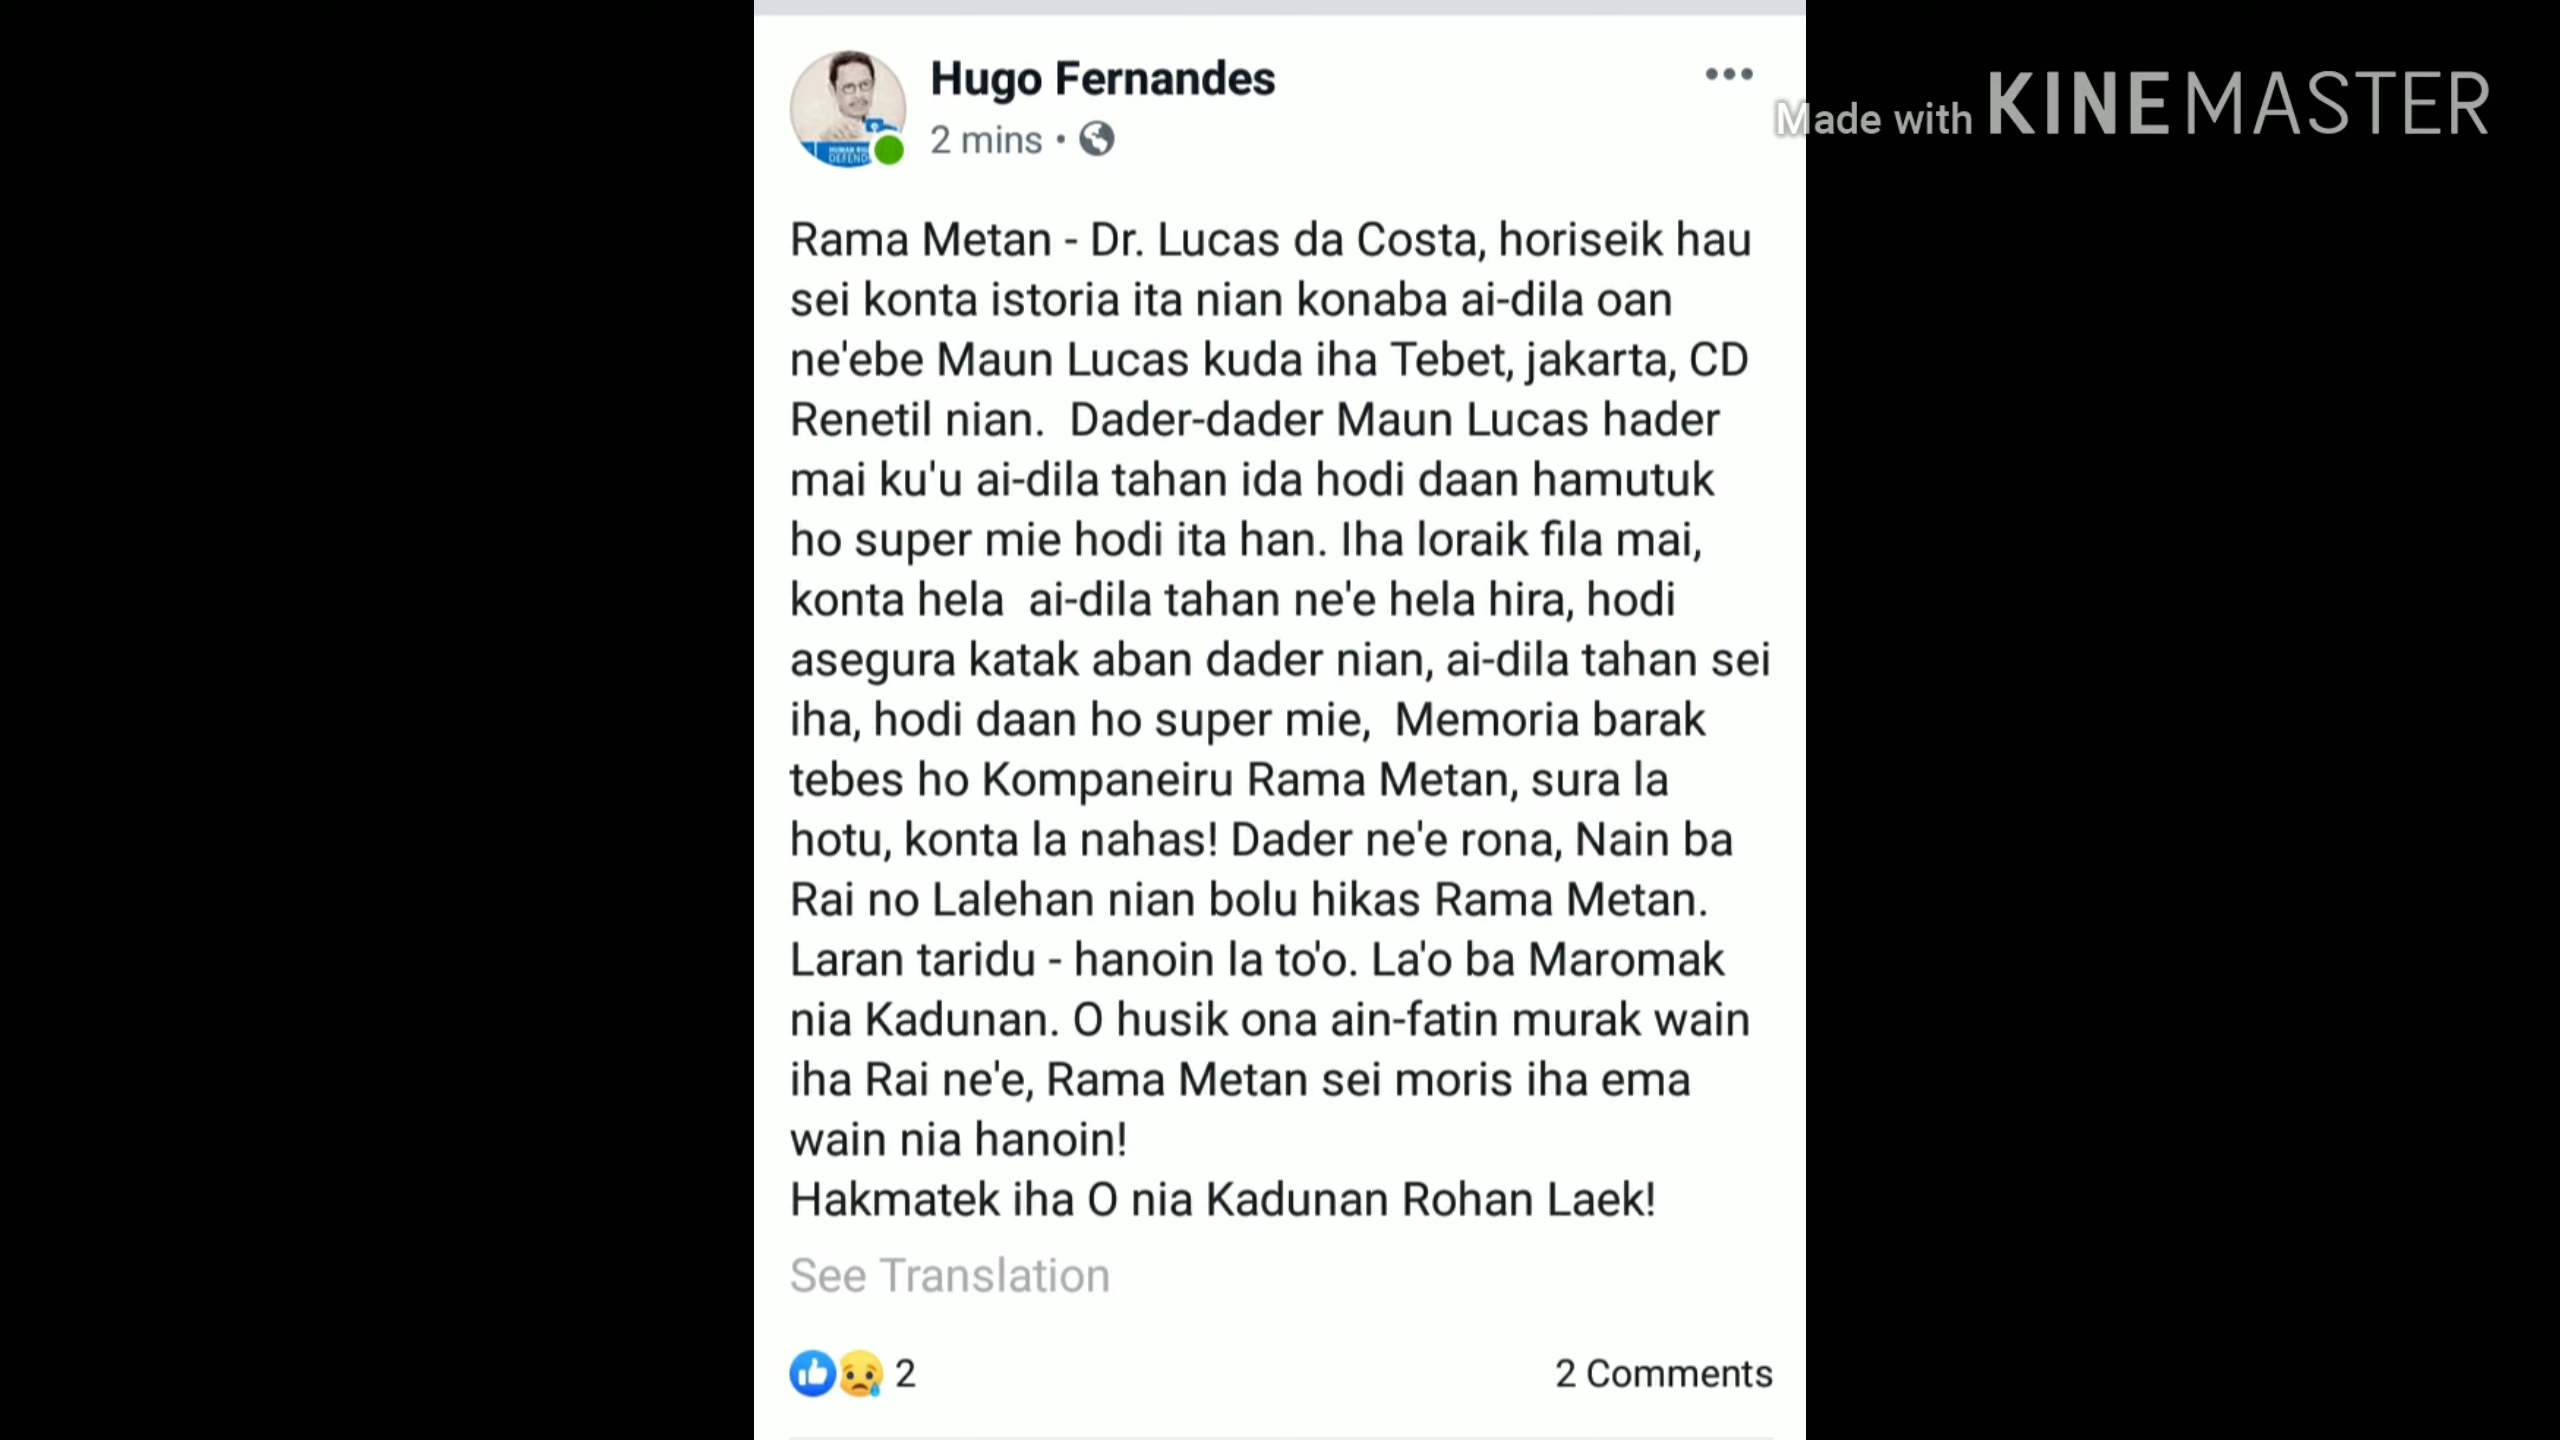 Hugo Fernandes
2 mins
Made with KINEMASTER
Rama Metan - Dr. Lucas da Costa, horiseik hau
sei konta istoria ita nian konaba ai-dila oan
ne'ebe Maun Lucas kuda iha Tebet, jakarta, CD
Renetil nian. Dader-dader Maun Lucas hader
mai ku'u ai-dila tahan ida hodi daan hamutuk
ho super mie hodi ita han. Iha loraik fila mai,
konta hela ai-dila tahan ne'e hela hira, hodi
asegura katak aban dader nian, ai-dila tahan sei
iha, hodi daan ho super mie, Memoria barak
tebes ho Kompaneiru Rama Metan, sura la
hotu, konta la nahas! Dader ne'e rona, Nain ba
Rai no Lalehan nian bolu hikas Rama Metan.
Laran taridu - hanoin la to'o. La'o ba Maromak
nia Kadunan. O husik ona ain-fatin murak wain
iha Rai ne'e, Rama Metan sei moris iha ema
wain nia hanoin!
Hakmatek iha O nia Kadunan Rohan Laek!
See Translation
2
2 Comments